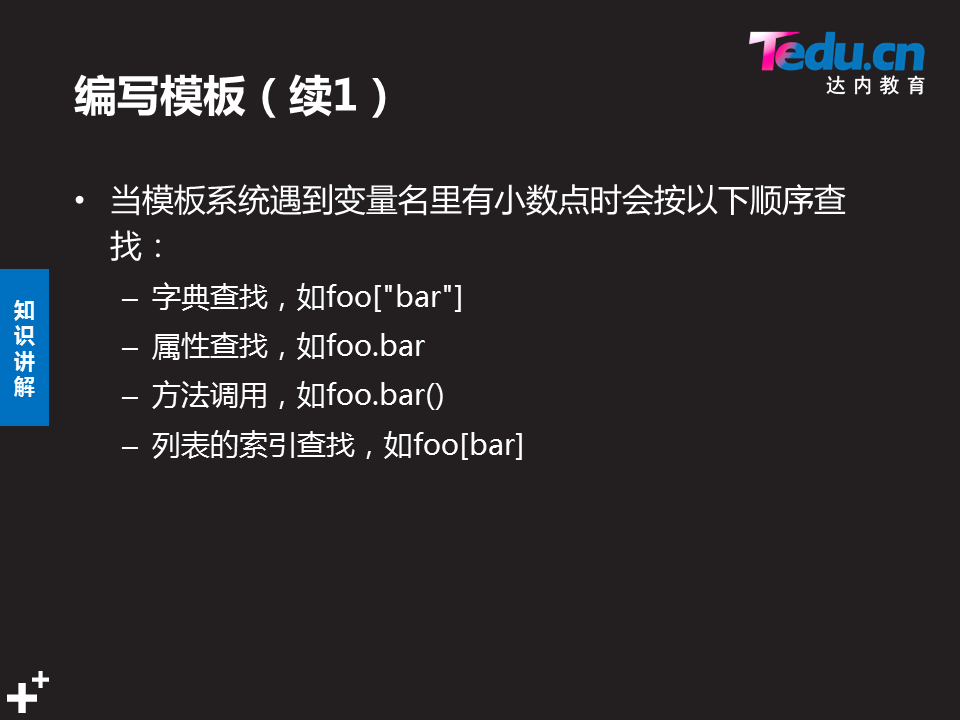 Tedu.cn
达内教育
编写模板（续1）
• 当模板系统遇到变量名里有小数点时会按以下顺序查
找：
– 字典查找，如foo["bar"]
– 属性查找，如foo.bar
– 方法调用，如foo.bar()
– 列表的索引查找，如foo[bar]
知
识
讲
解